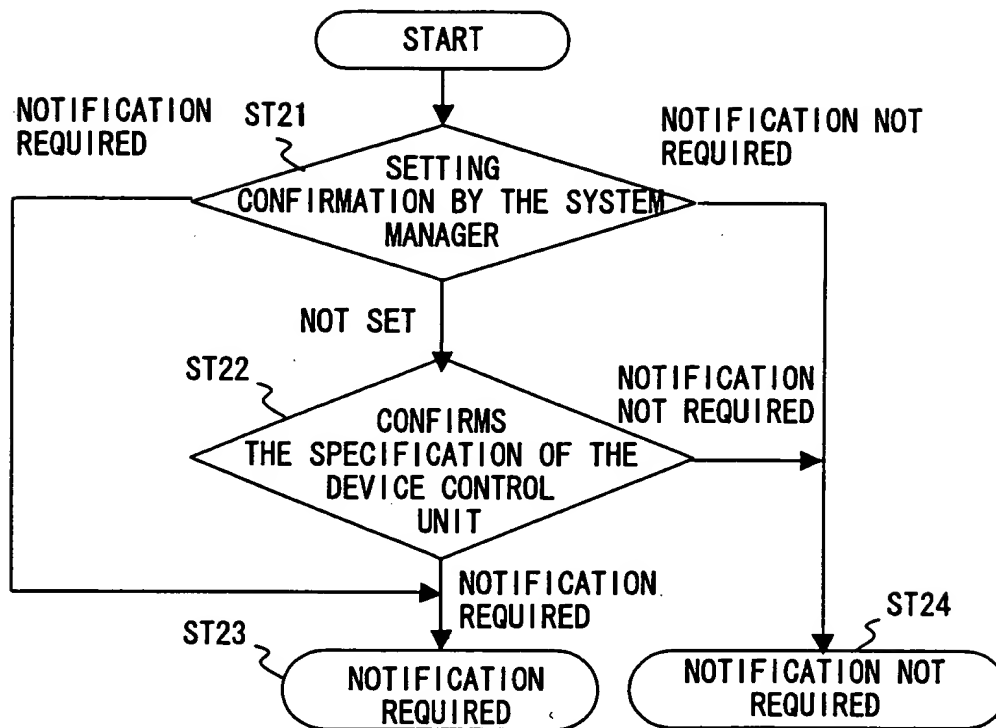 START
NOTIFICATION
REQUIRED
ST21
NOTIFICATION NOT
REQUIRED
SETTING
CONFIRMATION BY THE SYSTEM
MANAGER
NOT SET
ST22
NOTIFICATION
NOT REQUIRED
CONFIRMS
THE SPECIFICATION OF THE
DEVICE CONTROL
UNIT
NOTIFICATION
REQUIRED
ST23
ST24
NOTIFICATION
REQUIRED
NOTIFICATION NOT
REQUIRED